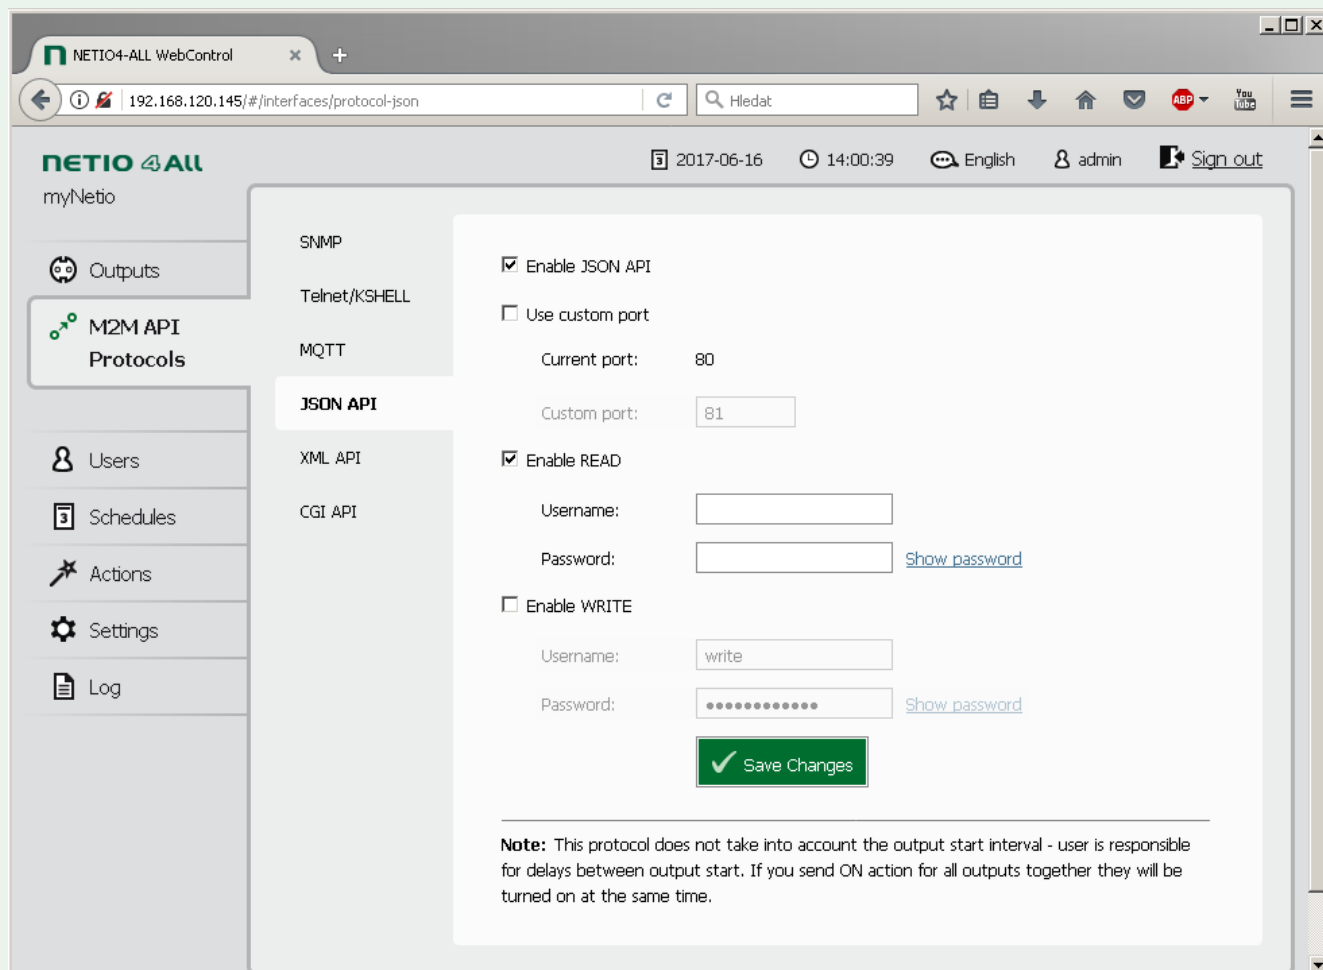 NETIO4-ALL WebControl
192.168.120.145/#/interfaces/protocol-json
Hledat
ABP
You Tube
NETIO 4ALL
3 2017-06-16 14:00:39 English admin Sign out
myNetio
Outputs
M2M API
Protocols
Users
3 Schedules
Actions
Settings
Log
SNMP
Telnet/KSHELL
MQTT
JSON API
XML API
CGI API
Enable JSON API
Use custom port
Current port: 80
Custom port: 81
Enable READ
Username:
Password: Show password
Enable WRITE
Username: write
Password: •••••••••••• Show password
Save Changes
Note: This protocol does not take into account the output start interval - user is responsible
for delays between output start. If you send ON action for all outputs together they will be
turned on at the same time.